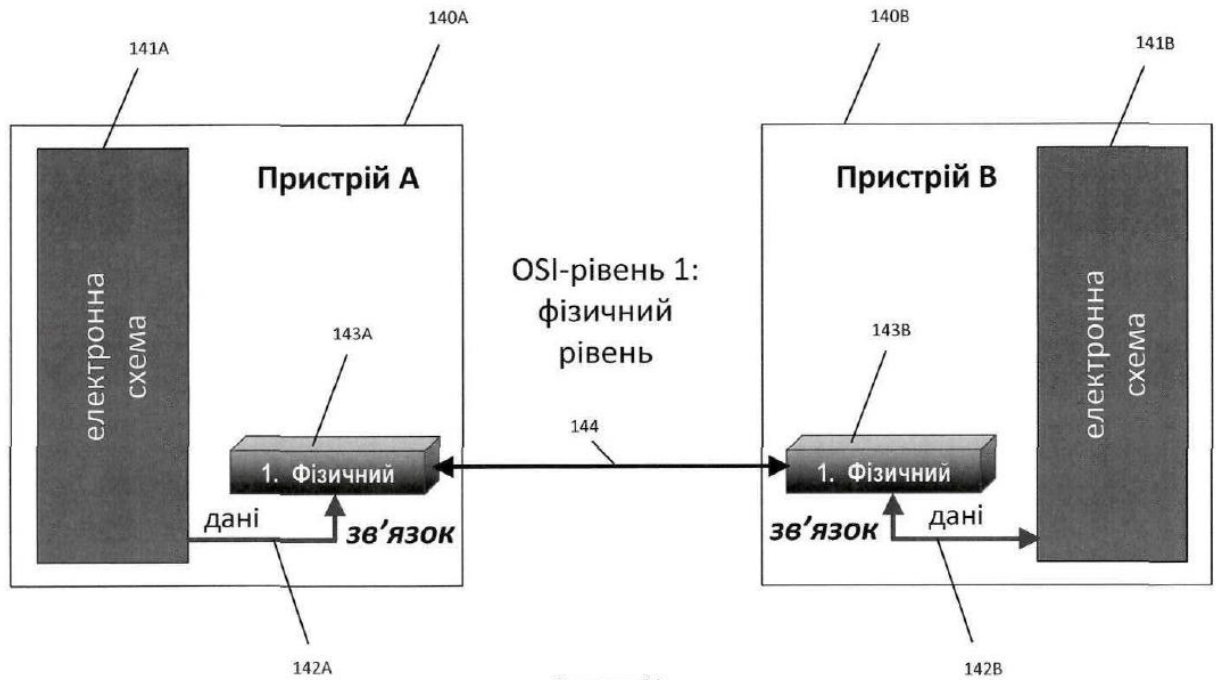 140A
140B
141A
141B
Пристрій А
Пристрій В
електронна
схема
OSI-рівень 1:
фізичний
рівень
електронна
схема
143A
143B
144
1. Фізичний
1. Фізичний
дані
зв’язок
зв’язок
дані
142A
142B